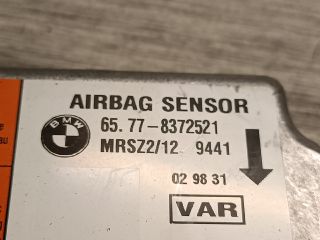 AIRBAG SENSOR
BMW
65.77-8372521
MRSZ2/12 9441
02 98 31
VAR